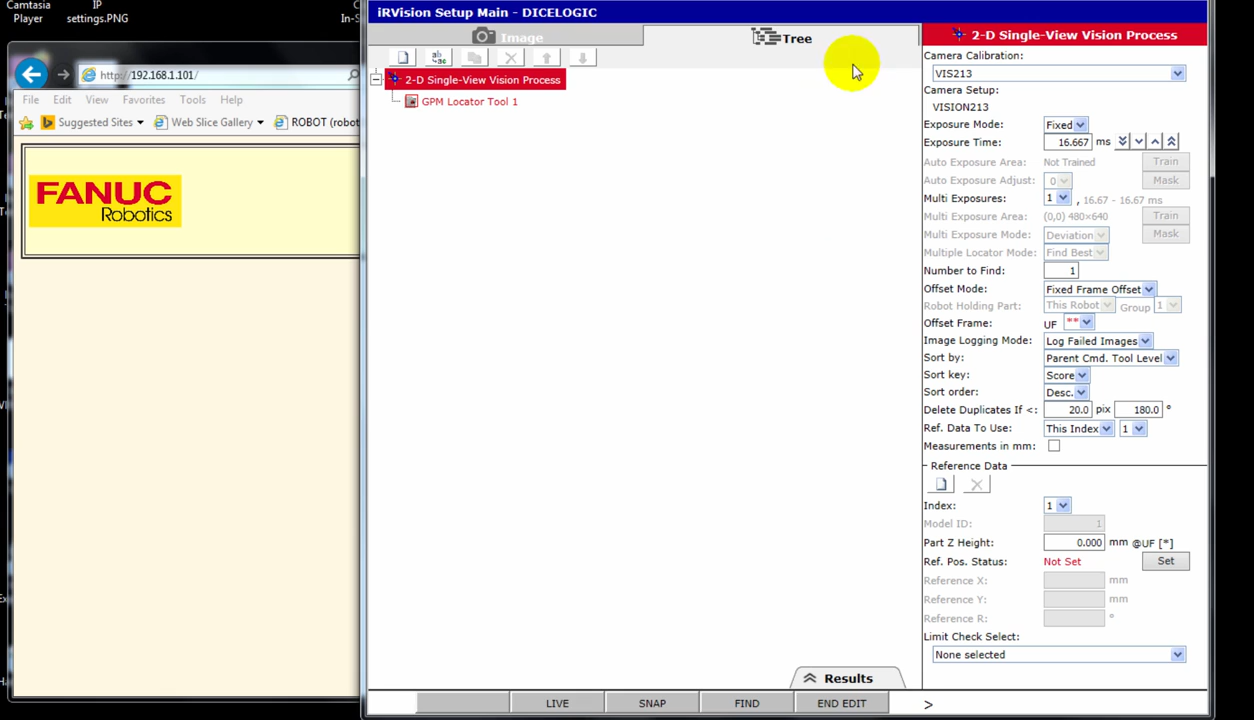 Camtasia
Player
IP
settings.PNG
In-S
http://192.168.1.101/
File Edit View Favorites Tools Help
Suggested Sites Web Slice Gallery ROBOT (robot
FANUC
Robotics
iRVision Setup Main - DICELOGIC
Image
Tree
2-D Single-View Vision Process
GPM Locator Tool 1
Results
LIVE SNAP FIND END EDIT >
2-D Single-View Vision Process
Camera Calibration:
VIS213
Camera Setup:
VISION213
Exposure Mode: Fixed
Exposure Time: 16.667 ms
Auto Exposure Area: Not Trained Train
Auto Exposure Adjust: 0 Mask
Multi Exposures: 1 , 16.67 - 16.67 ms
Multi Exposure Area: (0,0) 480×640 Train
Multi Exposure Mode: Deviation Mask
Multiple Locator Mode: Find Best
Number to Find: 1
Offset Mode: Fixed Frame Offset
Robot Holding Part: This Robot Group 1
Offset Frame: UF **
Image Logging Mode: Log Failed Images
Sort by: Parent Cmd. Tool Level
Sort key: Score
Sort order: Desc.
Delete Duplicates If <: 20.0 pix 180.0 °
Ref. Data To Use: This Index 1
Measurements in mm:
Reference Data
Index: 1
Model ID: 1
Part Z Height: 0.000 mm @UF [*]
Ref. Pos. Status: Not Set Set
Reference X: mm
Reference Y: mm
Reference R: °
Limit Check Select:
None selected